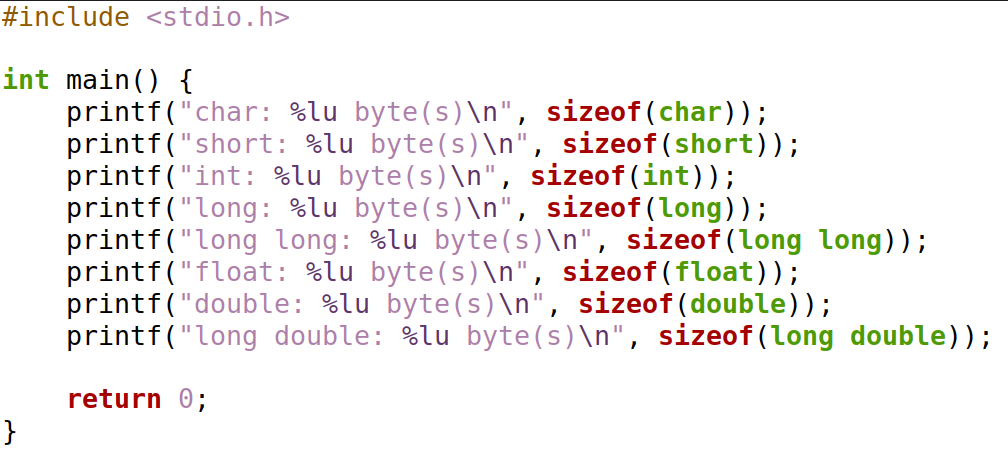 #include <stdio.h>

int main() {
    printf("char: %lu byte(s)\n", sizeof(char));
    printf("short: %lu byte(s)\n", sizeof(short));
    printf("int: %lu byte(s)\n", sizeof(int));
    printf("long: %lu byte(s)\n", sizeof(long));
    printf("long long: %lu byte(s)\n", sizeof(long long));
    printf("float: %lu byte(s)\n", sizeof(float));
    printf("double: %lu byte(s)\n", sizeof(double));
    printf("long double: %lu byte(s)\n", sizeof(long double));

    return 0;
}